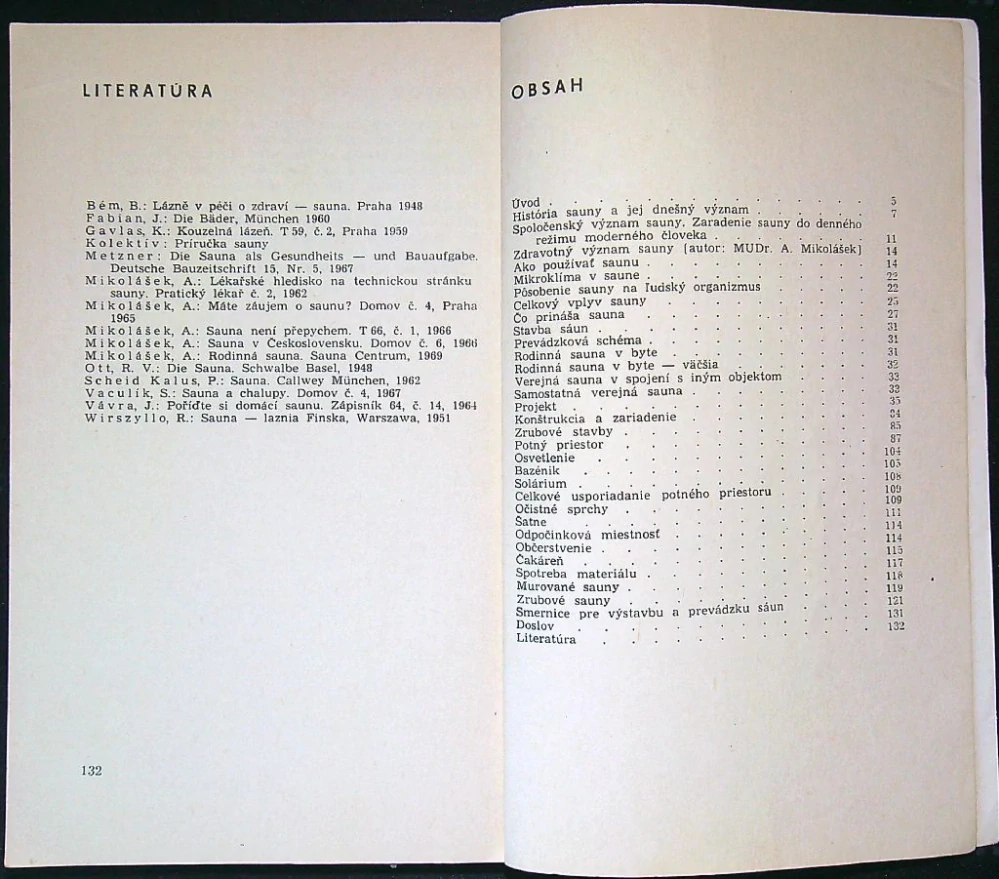 LITERATÚRA
Bém, B.: Lázně v péči o zdraví — sauna. Praha 1948
Fabian, J.: Die Bäder, München 1960
Gavlas, K.: Kouzelná lázeň. T 59, č. 2, Praha 1959
Kolektív: Príručka sauny
Metzner: Die Sauna als Gesundheits — und Bauaufgabe.
Deutsche Bauzeitschrift 15, Nr. 5, 1967
Mikolášek, A.: Lékařské hledisko na technickou stránku
sauny. Pratický lékař č. 2, 1962
Mikolášek, A.: Máte záujem o saunu? Domov č. 4, Praha
1965
Mikolášek, A.: Sauna není přepychem. T 66, č. 1, 1966
Mikolášek, A.: Sauna v Československu. Domov č. 6, 1966
Mikolášek, A.: Rodinná sauna. Sauna Centrum, 1969
Ott, R. V.: Die Sauna. Schwalbe Basel, 1948
Scheid Kalus, P.: Sauna. Callwey München, 1962
Vaculík, S.: Sauna a chalupy. Domov č. 4, 1967
Vávra, J.: Poříďte si domácí saunu. Zápisník 64, č. 14, 1964
Wirszyllo, R.: Sauna — laznia Finska, Warszawa, 1951
132
OBSAH
Úvod . . . . . . . . . . 5
História sauny a jej dnešný význam . . . . . 7
Spoločenský význam sauny. Zaradenie sauny do denného
režimu moderného človeka . . . . . . 11
Zdravotný význam sauny [autor: MUDr. A. Mikolášek] 14
Ako používať saunu . . . . . . . . 14
Mikroklíma v saune . . . . . . . . 22
Pôsobenie sauny na ľudský organizmus . . . . 22
Celkový vplyv sauny . . . . . . . . 25
Čo prináša sauna . . . . . . . . 27
Stavba sáun . . . . . . . . . 31
Prevádzková schéma . . . . . . . . 31
Rodinná sauna v byte . . . . . . . 31
Rodinná sauna v byte — väčšia . . . . . 32
Verejná sauna v spojení s iným objektom . . . 33
Samostatná verejná sauna . . . . . . 33
Projekt . . . . . . . . . . 35
Konštrukcia a zariadenie . . . . . . . 84
Zrubové stavby . . . . . . . . . 85
Potný priestor . . . . . . . . . 87
Osvetlenie . . . . . . . . . 104
Bazénik . . . . . . . . . . 105
Solárium . . . . . . . . . . 108
Celkové usporiadanie potného priestoru . . . . 109
Očistné sprchy . . . . . . . . . 109
Šatne . . . . . . . . . . 111
Odpočinková miestnosť . . . . . . . 114
Občerstvenie . . . . . . . . . 114
Čakáreň . . . . . . . . . . 115
Spotreba materiálu . . . . . . . . 117
Murované sauny . . . . . . . . . 118
Zrubové sauny . . . . . . . . . 119
Smernice pre výstavbu a prevádzku sáun . . . 121
Doslov . . . . . . . . . . 131
Literatúra . . . . . . . . . 132